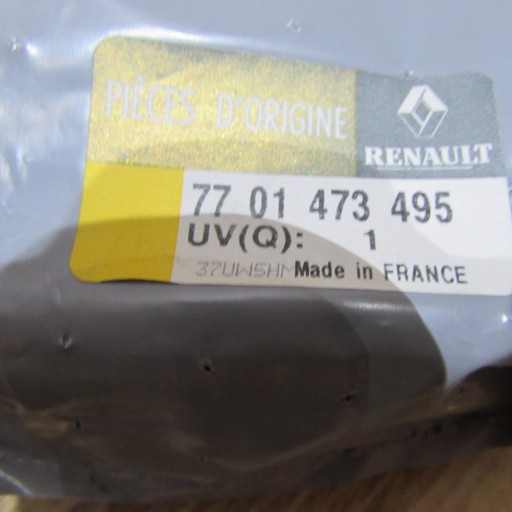 PIÈCES D'ORIGINE
RENAULT
77 01 473 495
UV(Q): 1
37UW5HM Made in FRANCE